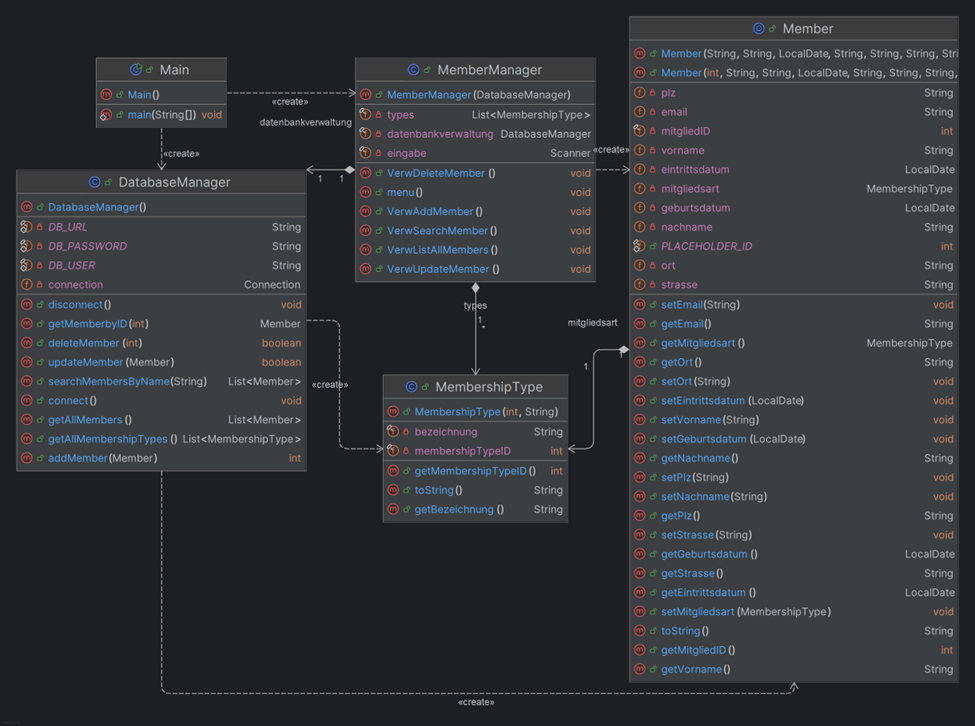 Main
Main()
main(String[]) void
«create»
datenbankverwaltung
«create»
MemberManager
MemberManager(DatabaseManager)
types List<MembershipType>
datenbankverwaltung DatabaseManager
eingabe Scanner
VerwDeleteMember () void
menu() void
VerwAddMember () void
VerwSearchMember() void
VerwListAllMembers () void
VerwUpdateMember () void
«create»
1 1
DatabaseManager
DatabaseManager()
DB_URL String
DB_PASSWORD String
DB_USER String
connection Connection
disconnect() void
getMemberbyID(int) Member
deleteMember (int) boolean
updateMember (Member) boolean
searchMembersByName(String) List<Member>
connect() void
getAllMembers () List<Member>
getAllMembershipTypes () List<MembershipType>
addMember(Member) int
«create»
types
1
*
mitgliedsart
1
1
MembershipType
MembershipType(int, String)
bezeichnung String
membershipTypeID int
getMembershipTypeID() int
toString() String
getBezeichnung () String
Member
Member(String, String, LocalDate, String, String, String, Stri
Member(int, String, String, LocalDate, String, String, String,
plz String
email String
mitgliedID int
vorname String
eintrittsdatum LocalDate
mitgliedsart MembershipType
geburtsdatum LocalDate
nachname String
PLACEHOLDER_ID int
ort String
strasse String
setEmail(String) void
getEmail() String
getMitgliedsart () MembershipType
getOrt() String
setOrt(String) void
setEintrittsdatum (LocalDate) void
setVorname(String) void
setGeburtsdatum (LocalDate) void
getNachname() String
setPlz(String) void
setNachname(String) void
getPlz() String
setStrasse(String) void
getGeburtsdatum () LocalDate
getStrasse() String
getEintrittsdatum () LocalDate
setMitgliedsart(MembershipType) void
toString() String
getMitgliedID() int
getVorname() String
«create»